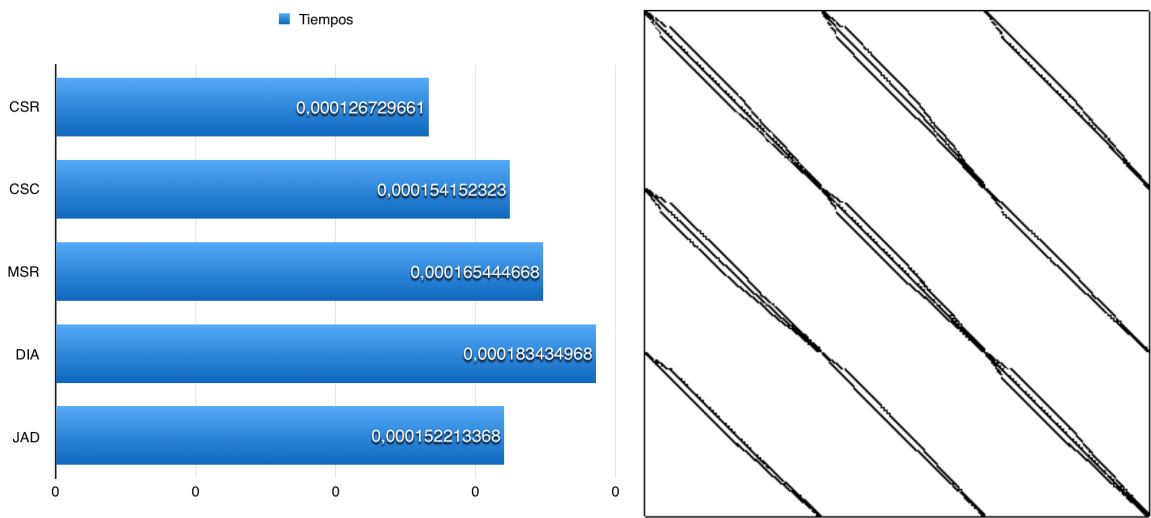 Tiempos
CSR
0,000126729661
CSC
0,000154152323
MSR
0,000165444668
DIA
0,000183434968
JAD
0,000152213368
0 0 0 0 0